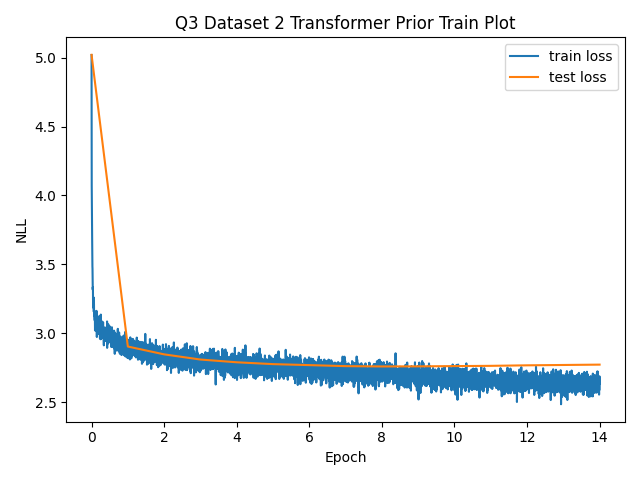 Q3 Dataset 2 Transformer Prior Train Plot
train loss
test loss
5.0
4.5
4.0
3.5
3.0
2.5
NLL
0 2 4 6 8 10 12 14
Epoch